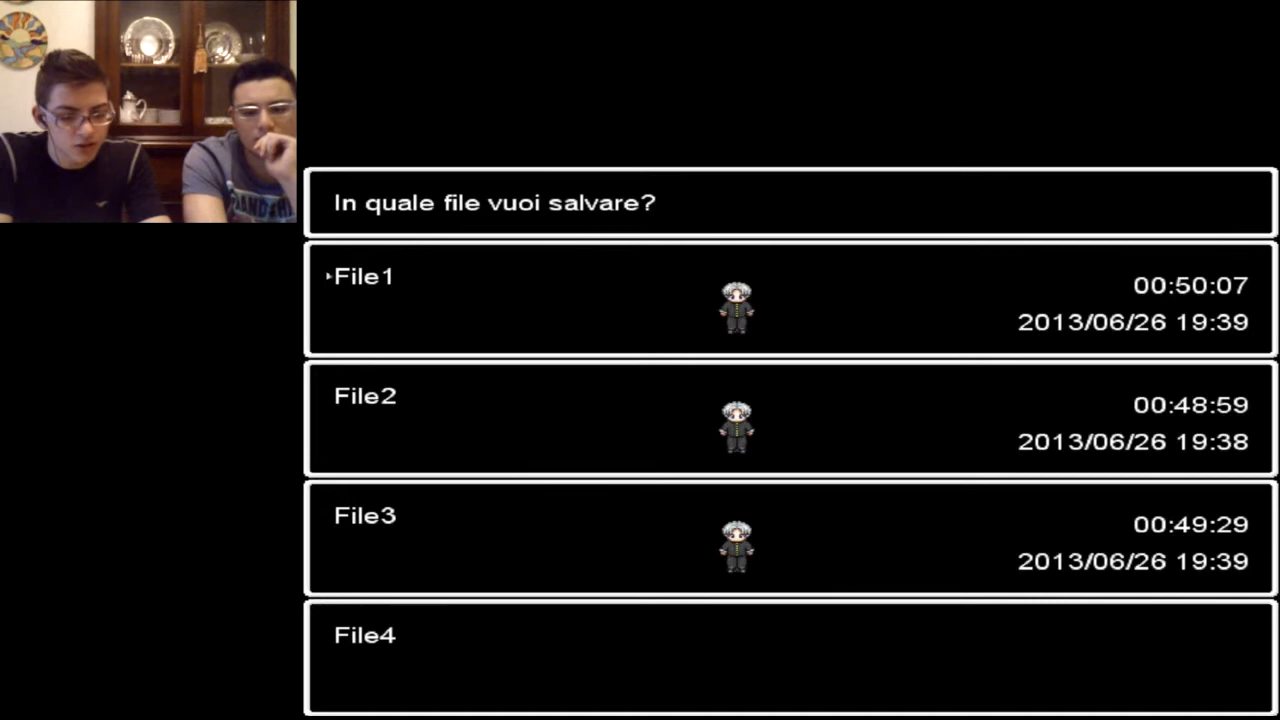 In quale file vuoi salvare?
File1
00:50:07
2013/06/26 19:39
File2
00:48:59
2013/06/26 19:38
File3
00:49:29
2013/06/26 19:39
File4